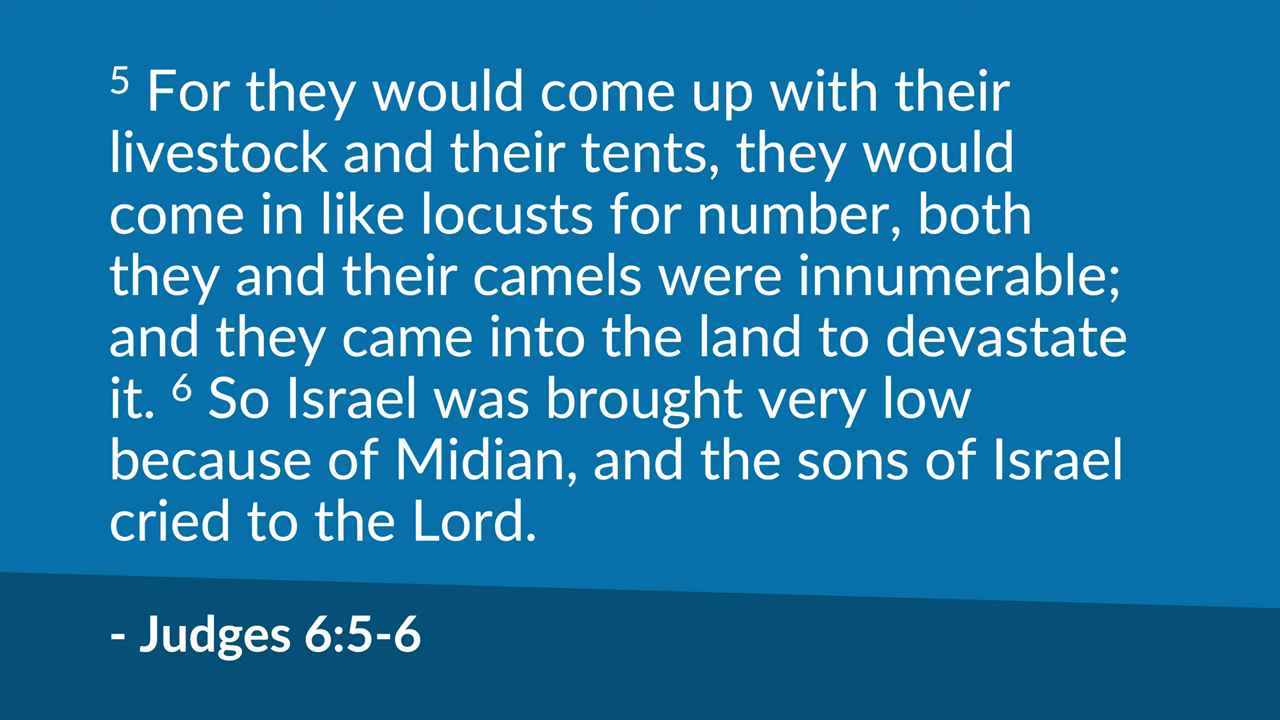 5 For they would come up with their
livestock and their tents, they would
come in like locusts for number, both
they and their camels were innumerable;
and they came into the land to devastate
it. 6 So Israel was brought very low
because of Midian, and the sons of Israel
cried to the Lord.
- Judges 6:5-6